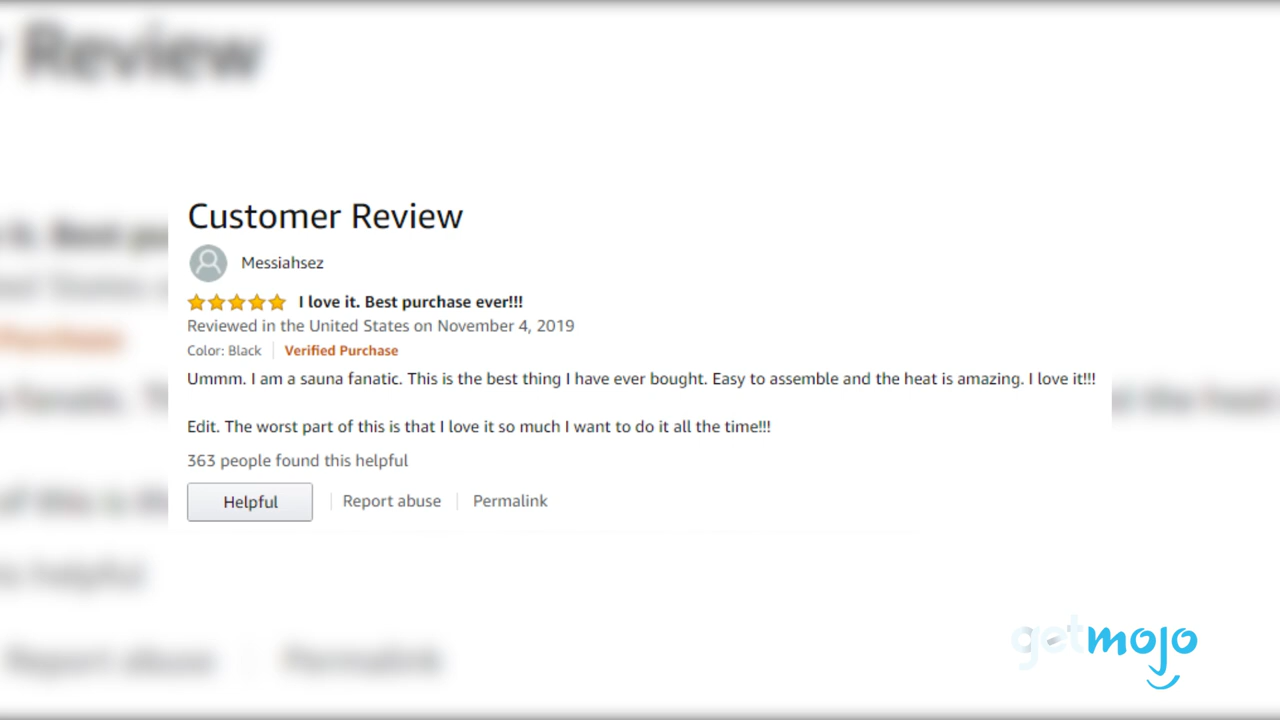 Review
Customer Review
Messiahsez
I love it. Best purchase ever!!!
Reviewed in the United States on November 4, 2019
Color: Black Verified Purchase
Ummm. I am a sauna fanatic. This is the best thing I have ever bought. Easy to assemble and the heat is amazing. I love it!!!
Edit. The worst part of this is that I love it so much I want to do it all the time!!!
363 people found this helpful
Helpful Report abuse Permalink
getmojo